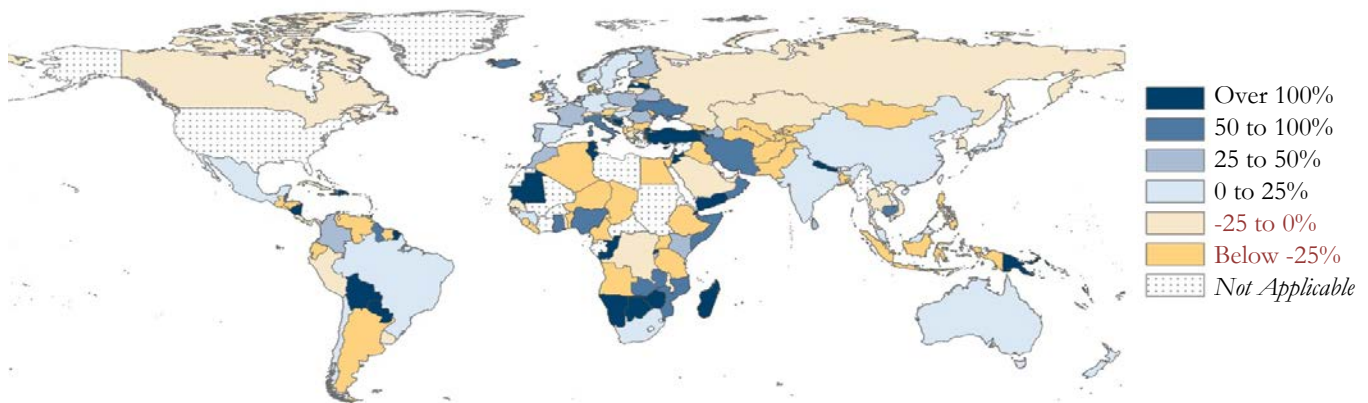 Over 100%
50 to 100%
25 to 50%
0 to 25%
-25 to 0%
Below -25%
Not Applicable